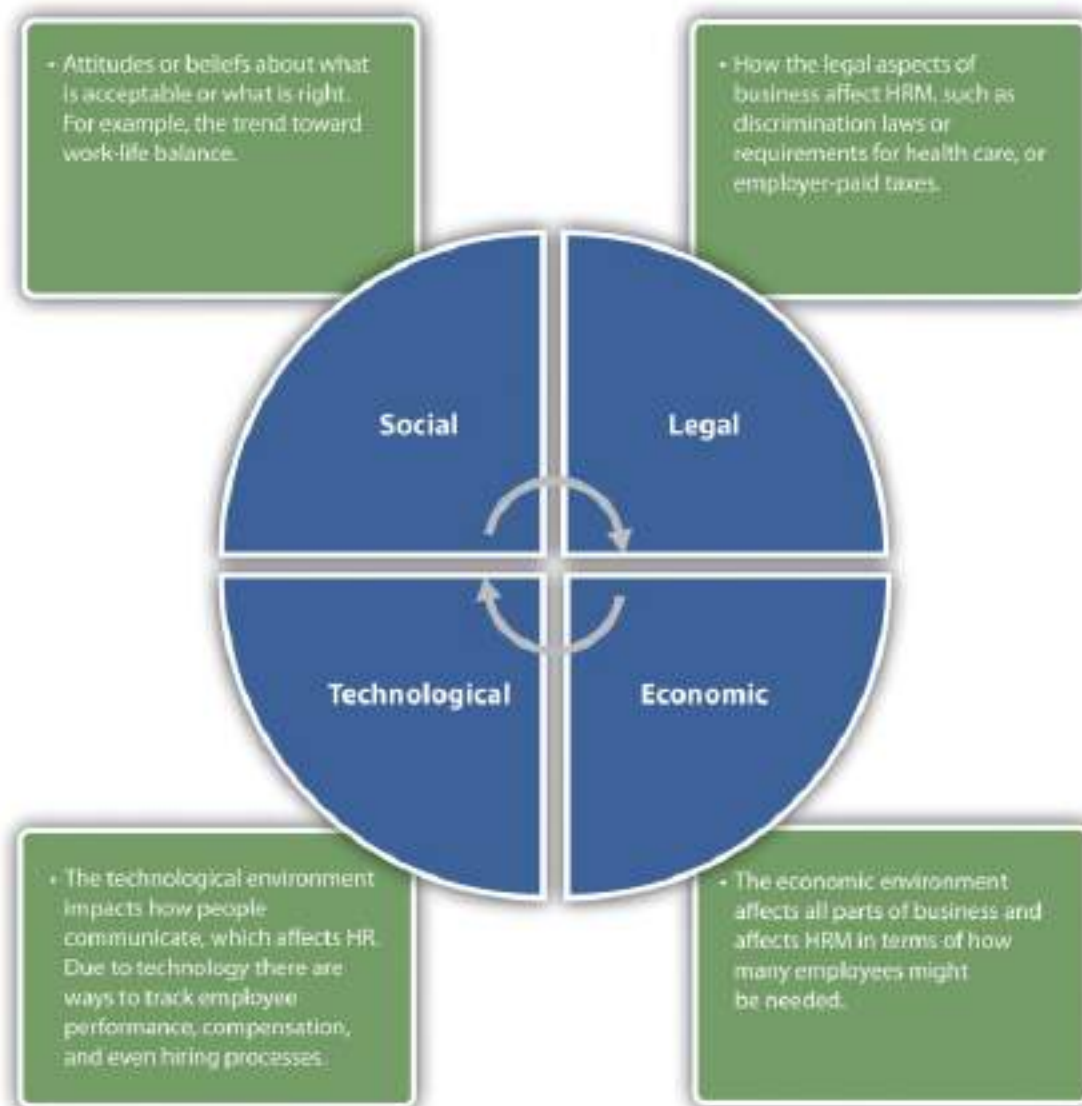 • Attitudes or beliefs about what
is acceptable or what is right.
For example, the trend toward
work-life balance.
• How the legal aspects of
business affect HRM, such as
discrimination laws or
requirements for health care, or
employer-paid taxes.
Social
Legal
Technological
Economic
• The technological environment
impacts how people
communicate, which affects HR.
Due to technology there are
ways to track employee
performance, compensation,
and even hiring processes.
• The economic environment
affects all parts of business and
affects HRM in terms of how
many employees might
be needed.